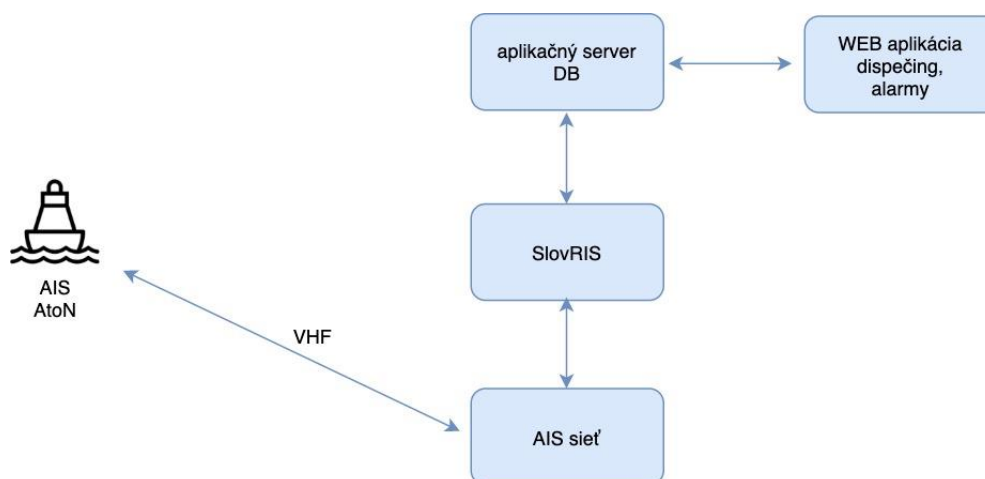 aplikačný server
DB
WEB aplikácia
dispečing,
alarmy
SlovRIS
AIS
AtoN
VHF
AIS sieť